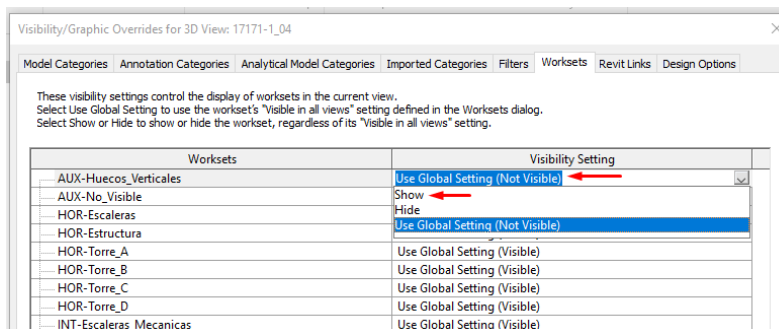 Visibility/Graphic Overrides for 3D View: 17171-1_04
Model Categories Annotation Categories Analytical Model Categories Imported Categories Filters Worksets Revit Links Design Options
These visibility settings control the display of worksets in the current view.
Select Use Global Setting to use the workset's "Visible in all views" setting defined in the Worksets dialog.
Select Show or Hide to show or hide the workset, regardless of its "Visible in all views" setting.
Worksets Visibility Setting
AUX-Huecos_Verticales Use Global Setting (Not Visible)
AUX-No_Visible Show
HOR-Escaleras Hide
HOR-Estructura Use Global Setting (Not Visible)
HOR-Torre_A Use Global Setting (Visible)
HOR-Torre_B Use Global Setting (Visible)
HOR-Torre_C Use Global Setting (Visible)
HOR-Torre_D Use Global Setting (Visible)
INT-Escaleras_Mecanicas Use Global Setting (Visible)